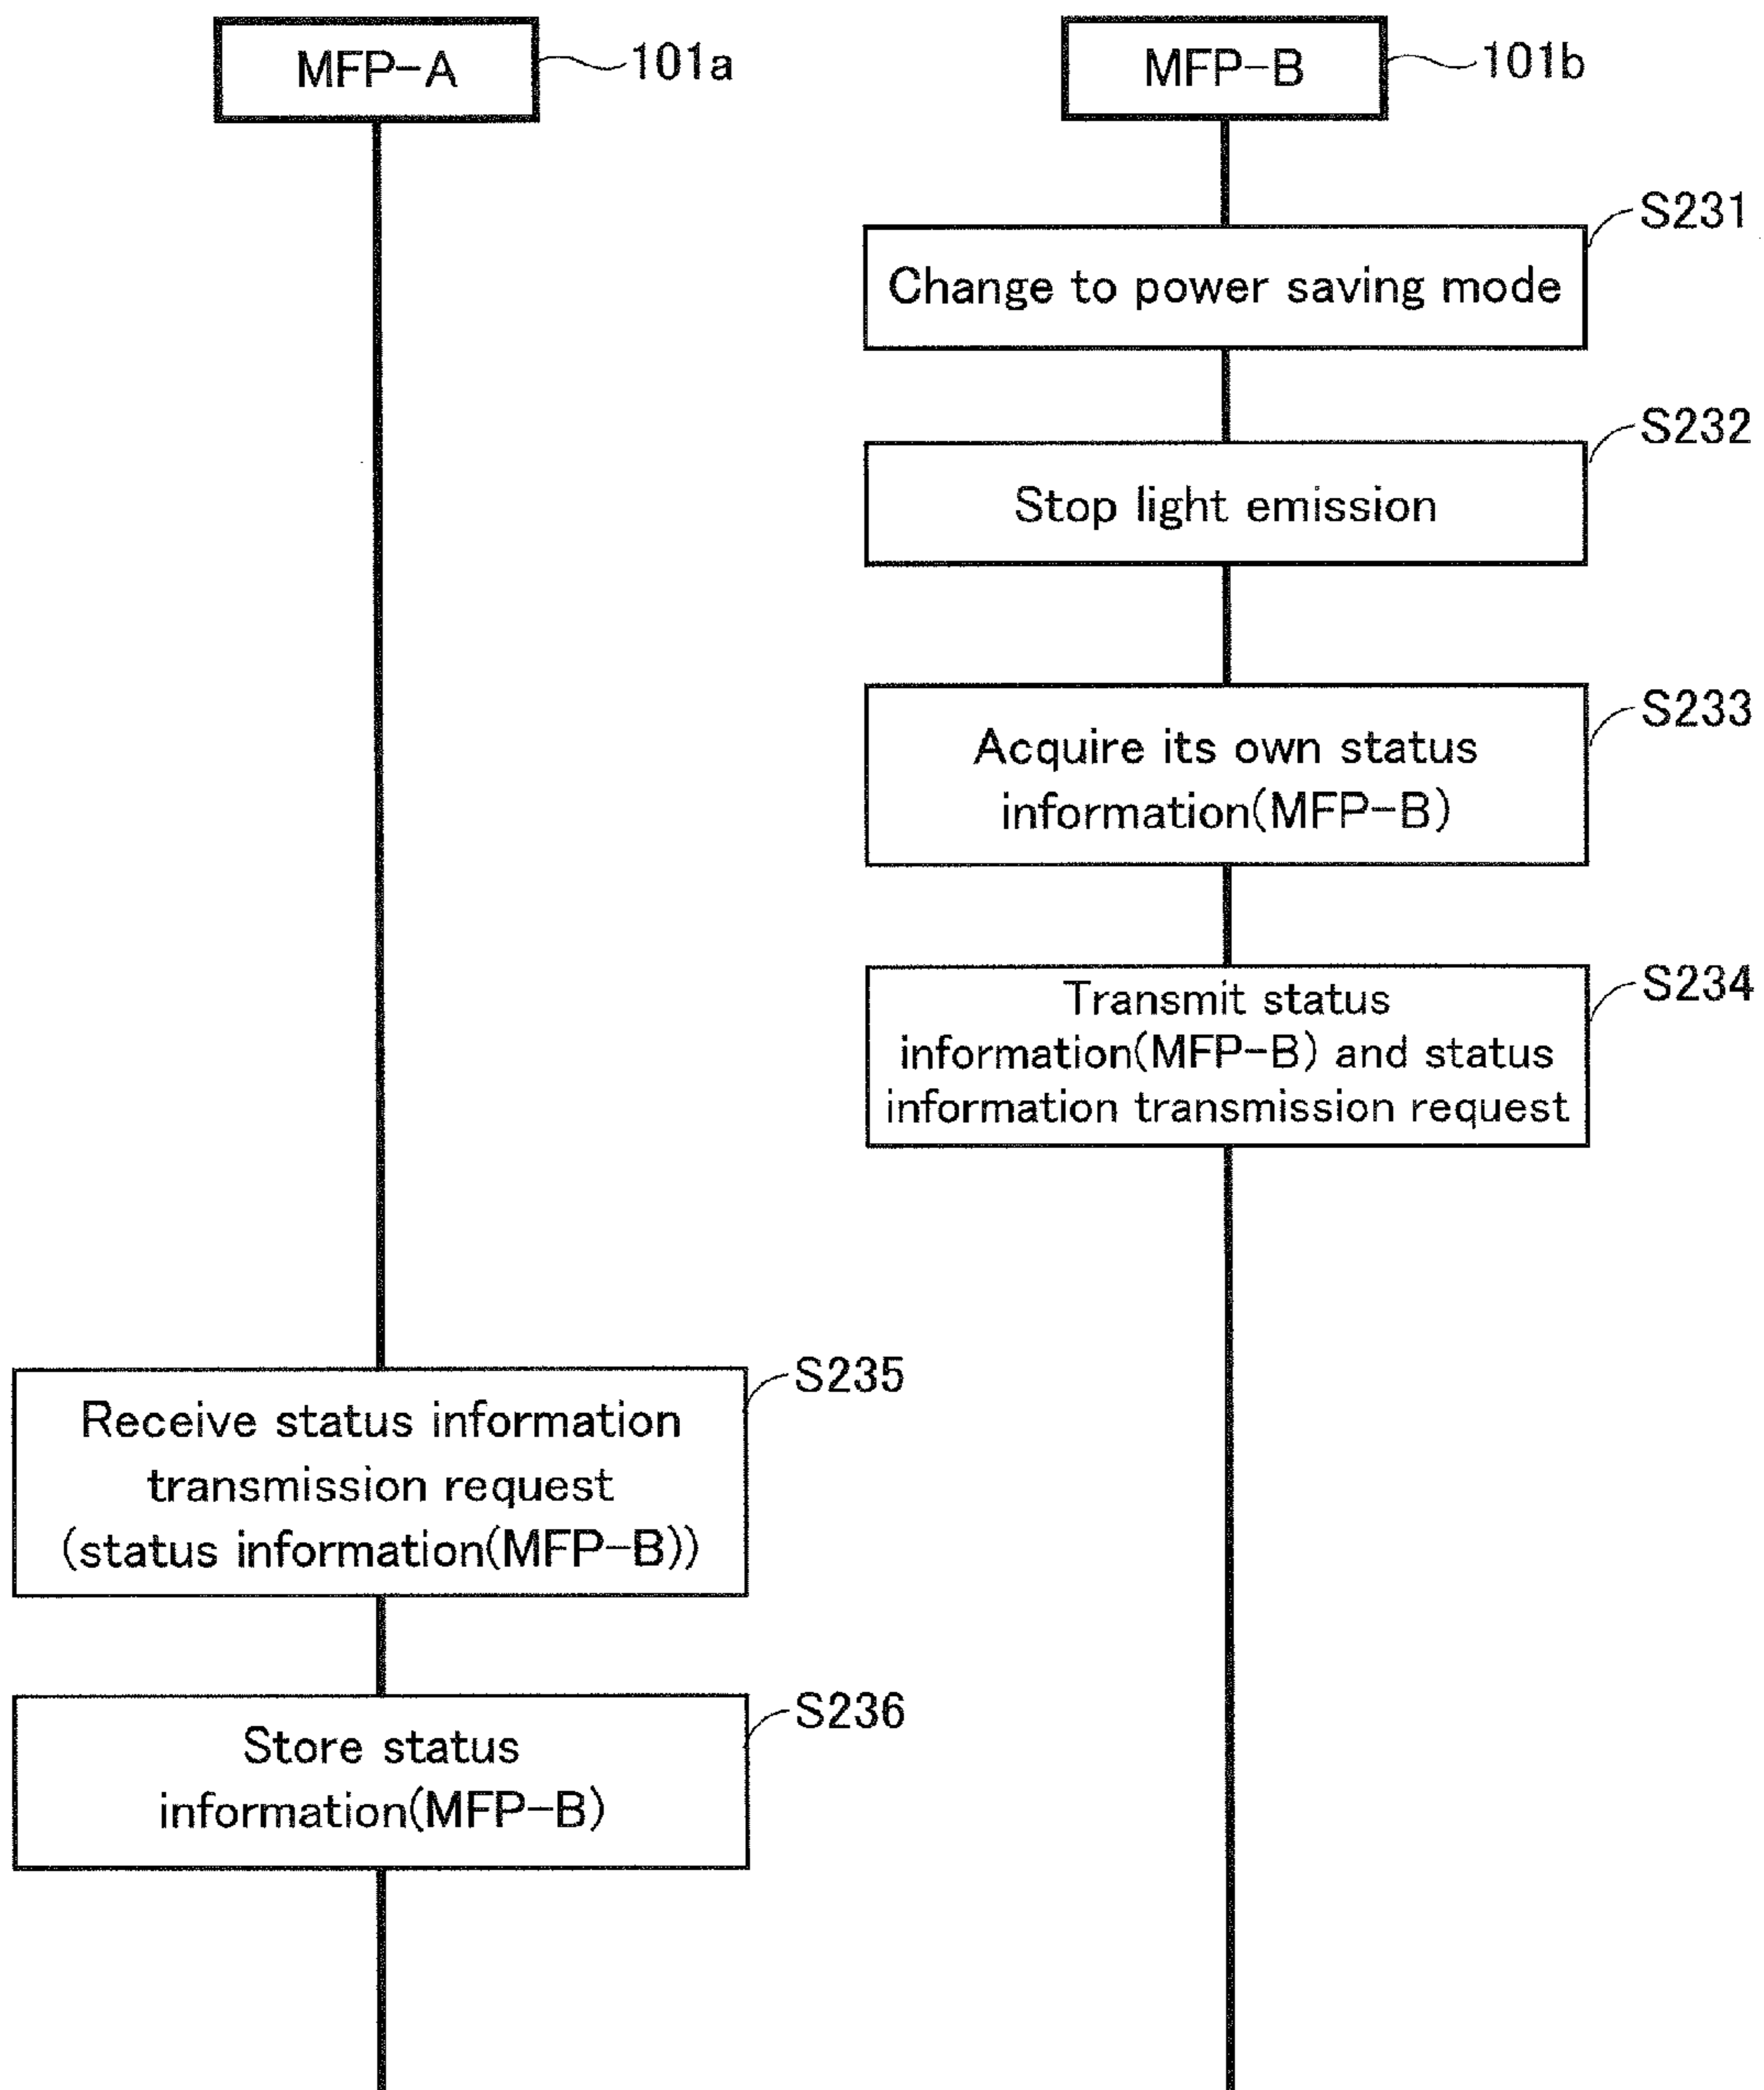 MFP-A
101a
MFP-B
101b
S231
Change to power saving mode
S232
Stop light emission
S233
Acquire its own status
information(MFP-B)
S234
Transmit status
information(MFP-B) and status
information transmission request
S235
Receive status information
transmission request
(status information(MFP-B))
S236
Store status
information(MFP-B)